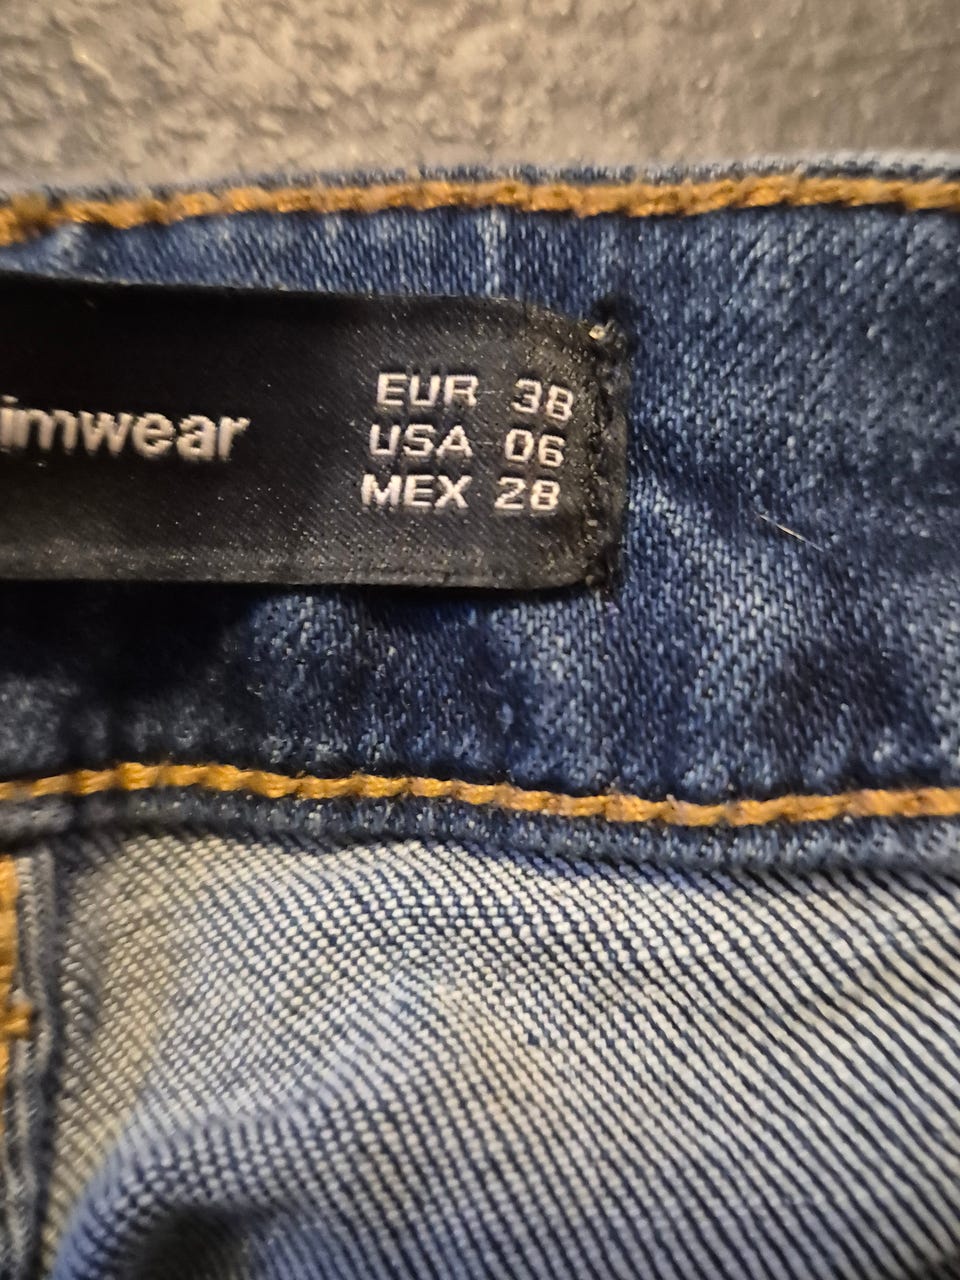 imwear
EUR 38
USA 06
MEX 28